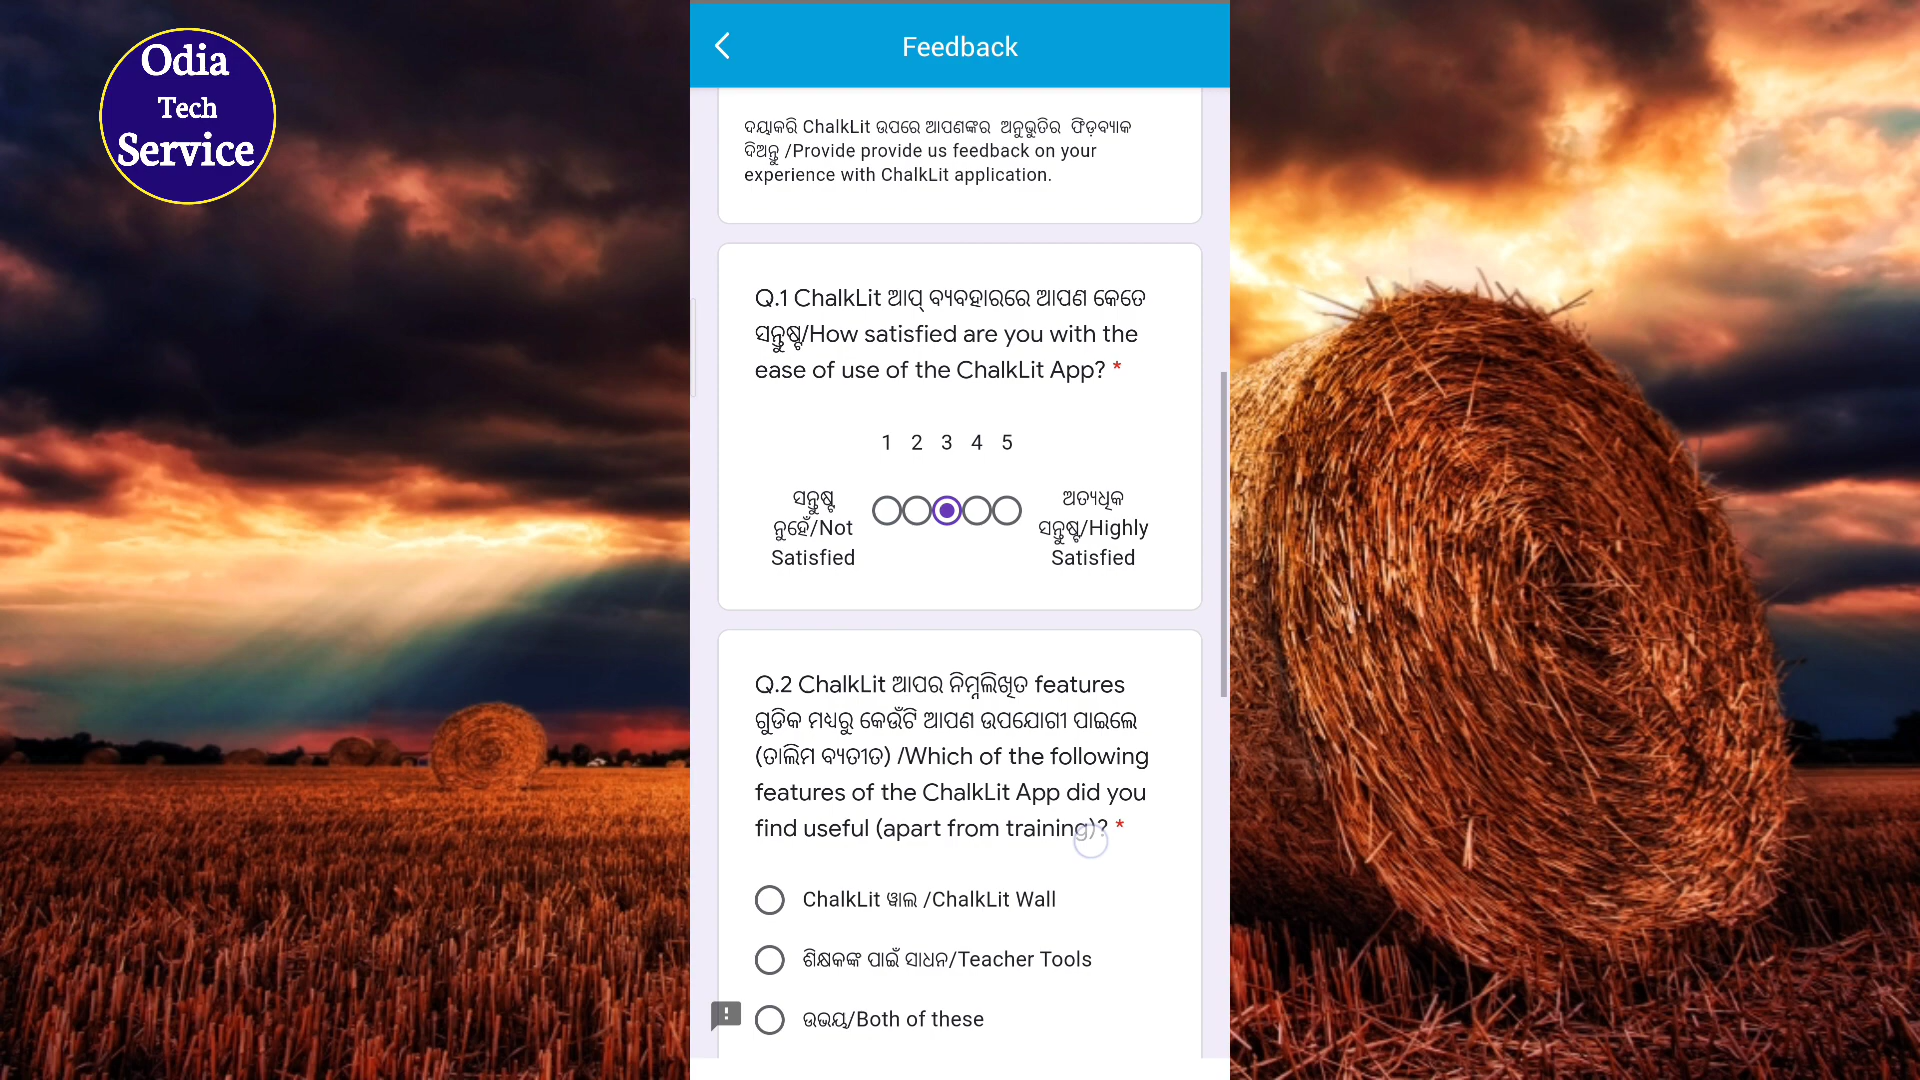 Odia
Tech
Service
Feedback
ଦୟାକରି ChalkLit ଉପରେ ଆପଣଙ୍କର ଅନୁଭୁତିର ଫିଡ଼ବ୍ୟାକ
ଦିଅନ୍ତୁ /Provide provide us feedback on your
experience with ChalkLit application.
Q.1 ChalkLit ଆପ୍ ବ୍ୟବହାରରେ ଆପଣ କେତେ
ସନ୍ତୁଷ୍ଟ/How satisfied are you with the
ease of use of the ChalkLit App? *
1 2 3 4 5
ସନ୍ତୁଷ୍ଟ
ନୁହେଁ/Not
Satisfied
ଅତ୍ୟଧିକ
ସନ୍ତୁଷ୍ଟ/Highly
Satisfied
Q.2 ChalkLit ଆପର ନିମ୍ନଲିଖିତ features
ଗୁଡିକ ମଧ୍ୟରୁ କେଉଁଟି ଆପଣ ଉପଯୋଗୀ ପାଇଲେ
(ତାଲିମ ବ୍ୟତୀତ) /Which of the following
features of the ChalkLit App did you
find useful (apart from training)? *
ChalkLit ୱାଲ /ChalkLit Wall
ଶିକ୍ଷକଙ୍କ ପାଇଁ ସାଧନ/Teacher Tools
ଉଭୟ/Both of these